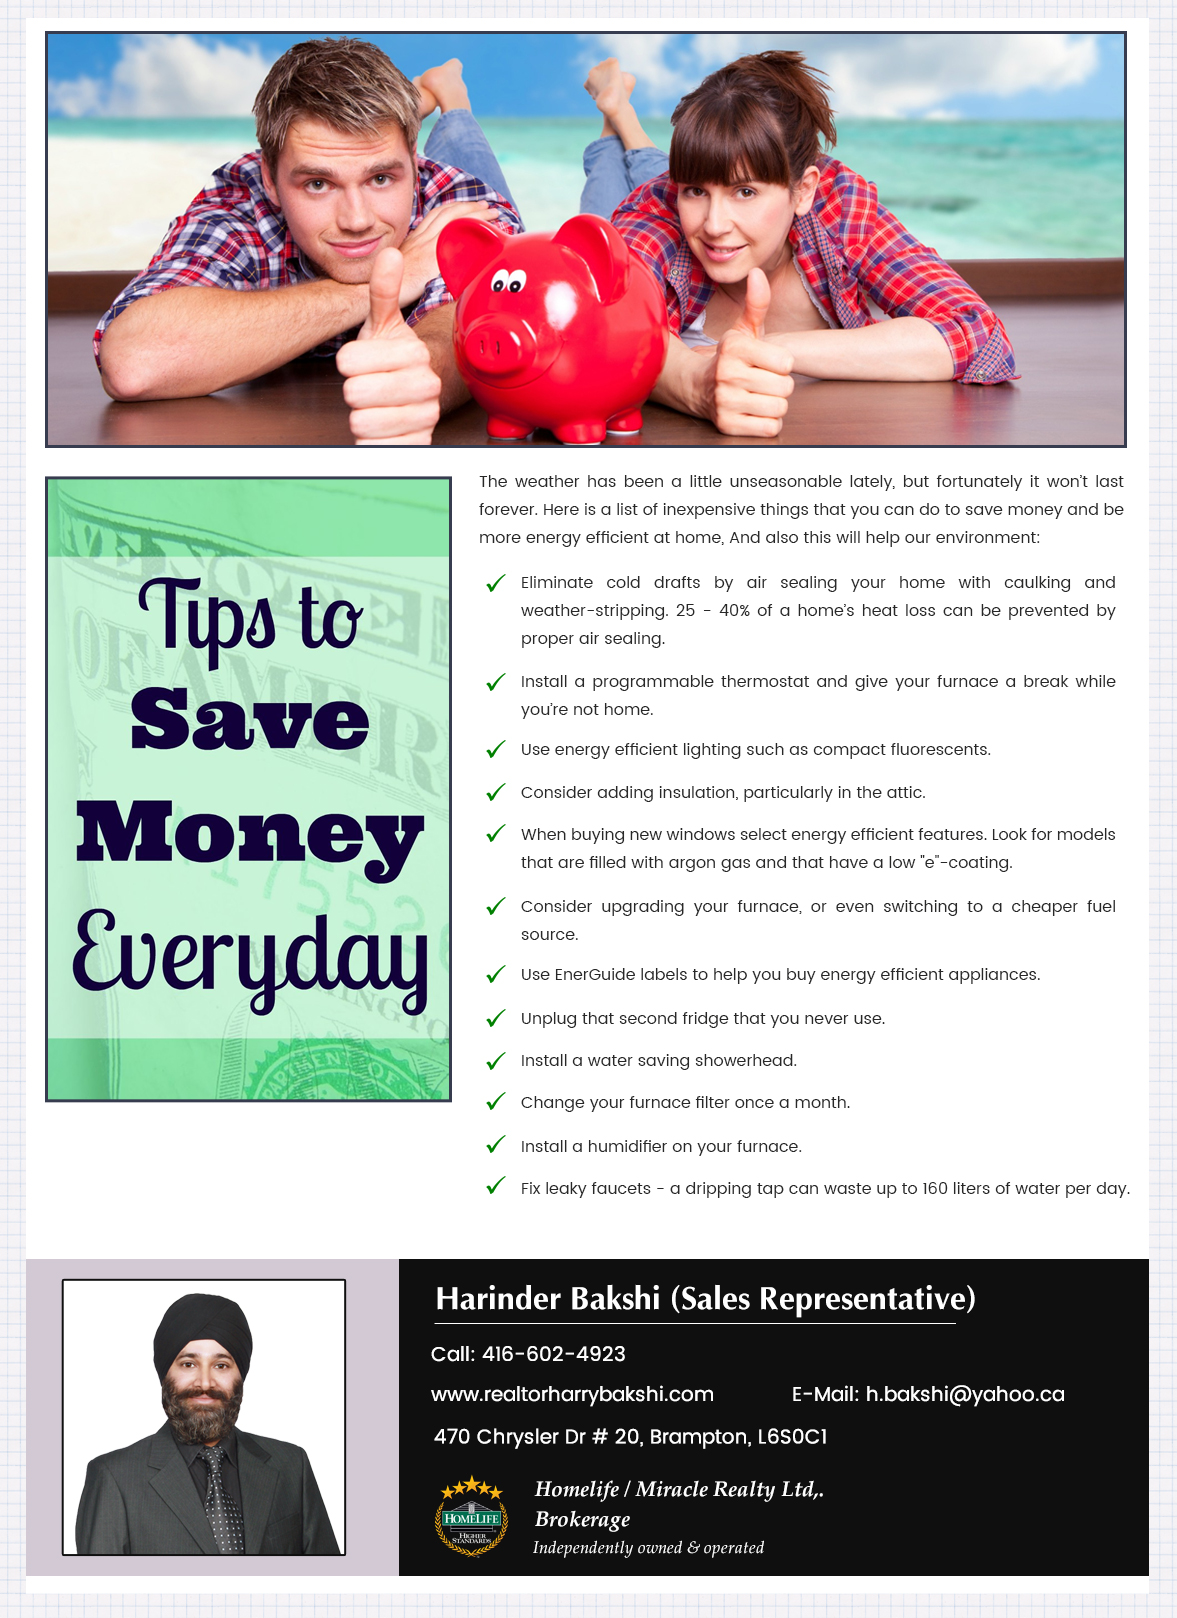 Tips to
Save
Money
Everyday
The weather has been a little unseasonable lately, but fortunately it won't last
forever. Here is a list of inexpensive things that you can do to save money and be
more energy efficient at home, And also this will help our environment:
Eliminate cold drafts by air sealing your home with caulking and
weather-stripping. 25 - 40% of a home's heat loss can be prevented by
proper air sealing.
Install a programmable thermostat and give your furnace a break while
you're not home.
Use energy efficient lighting such as compact fluorescents.
Consider adding insulation, particularly in the attic.
When buying new windows select energy efficient features. Look for models
that are filled with argon gas and that have a low "e"-coating.
Consider upgrading your furnace, or even switching to a cheaper fuel
source.
Use EnerGuide labels to help you buy energy efficient appliances.
Unplug that second fridge that you never use.
Install a water saving showerhead.
Change your furnace filter once a month.
Install a humidifier on your furnace.
Fix leaky faucets - a dripping tap can waste up to 160 liters of water per day.
Harinder Bakshi (Sales Representative)
Call: 416-602-4923
www.realtorharrybakshi.com E-Mail: h.bakshi@yahoo.ca
470 Chrysler Dr # 20, Brampton, L6S0C1
HOMELIFE
HIGHER
STANDARDS
Homelife / Miracle Realty Ltd,.
Brokerage
Independently owned & operated